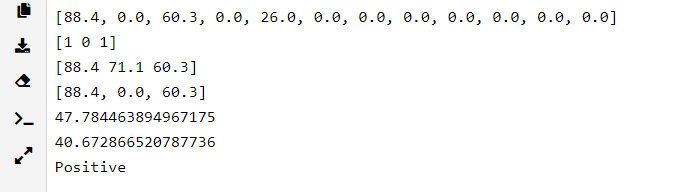 [88.4, 0.0, 60.3, 0.0, 26.0, 0.0, 0.0, 0.0, 0.0, 0.0, 0.0, 0.0]
[1 0 1]
[88.4 71.1 60.3]
[88.4, 0.0, 60.3]
47.784463894967175
40.672866520787736
Positive